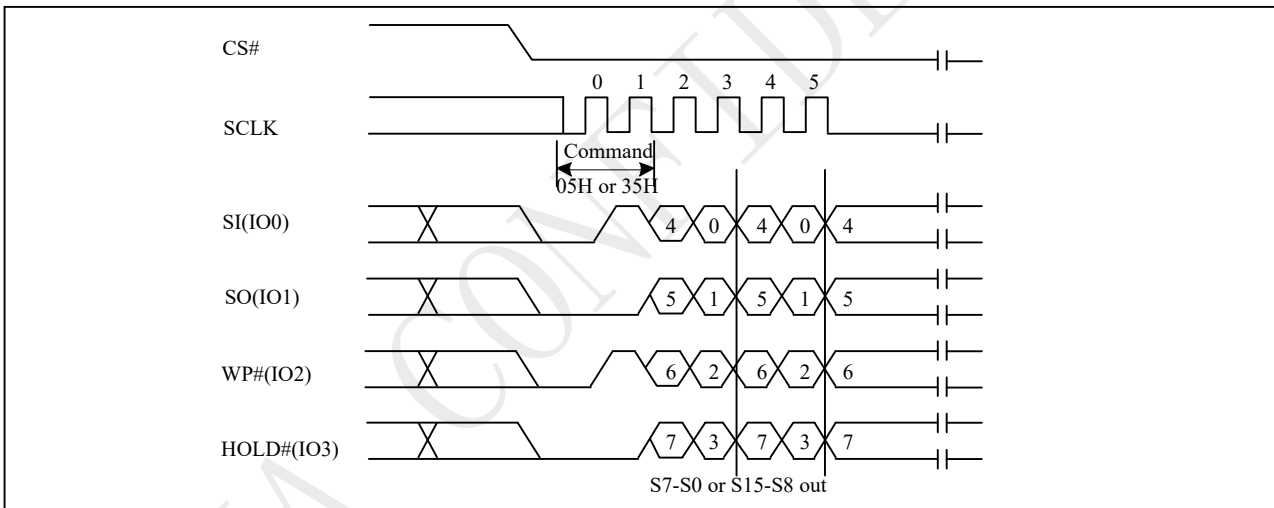 CS#
0 1 2 3 4 5
SCLK
Command
05H or 35H
SI(IO0) 4 0 4 0 4
SO(IO1) 5 1 5 1 5
WP#(IO2) 6 2 6 2 6
HOLD#(IO3) 7 3 7 3 7
S7-S0 or S15-S8 out